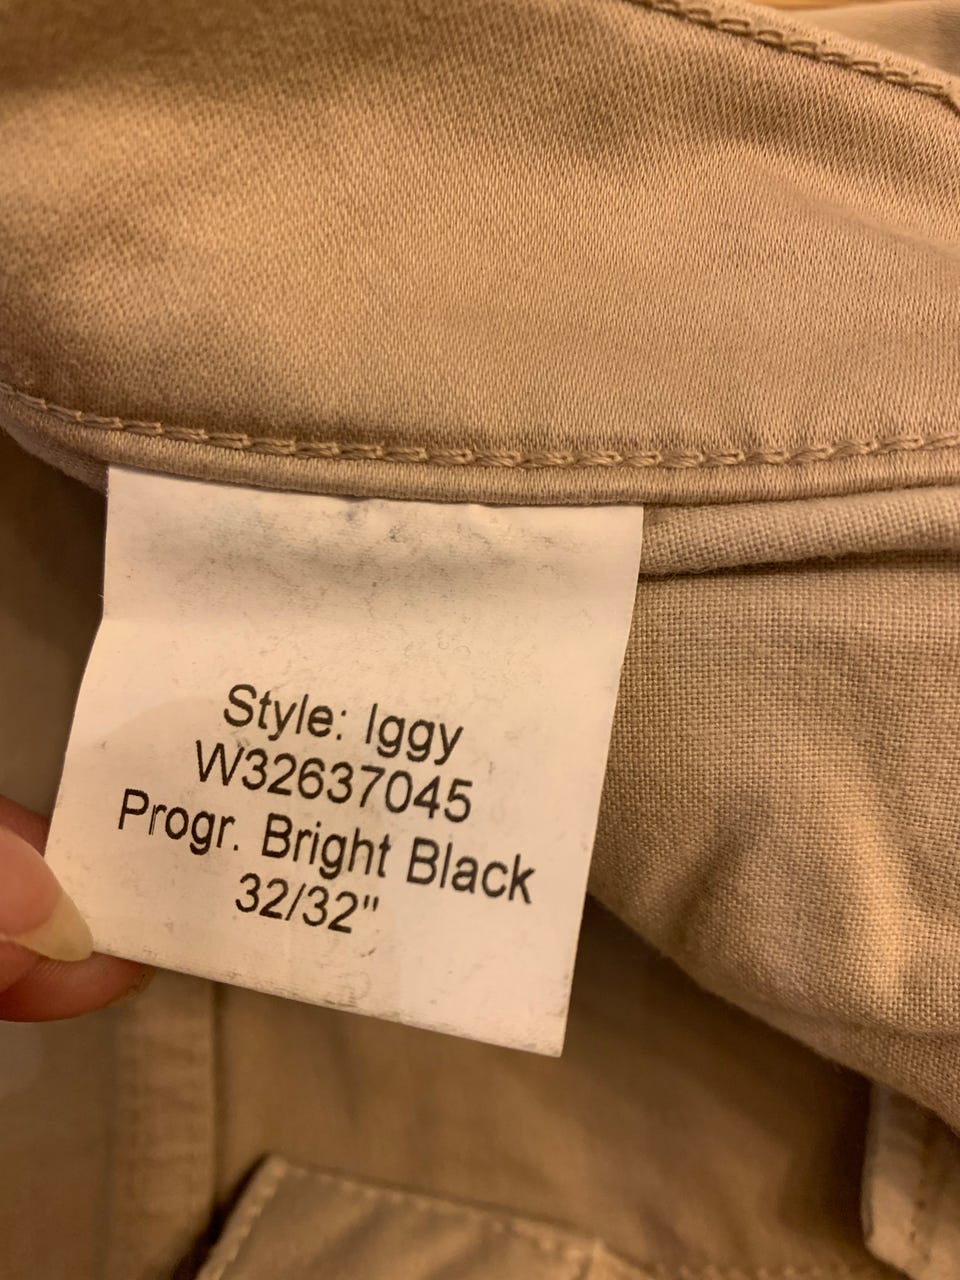 Style: Iggy
W32637045
Progr. Bright Black
32/32"